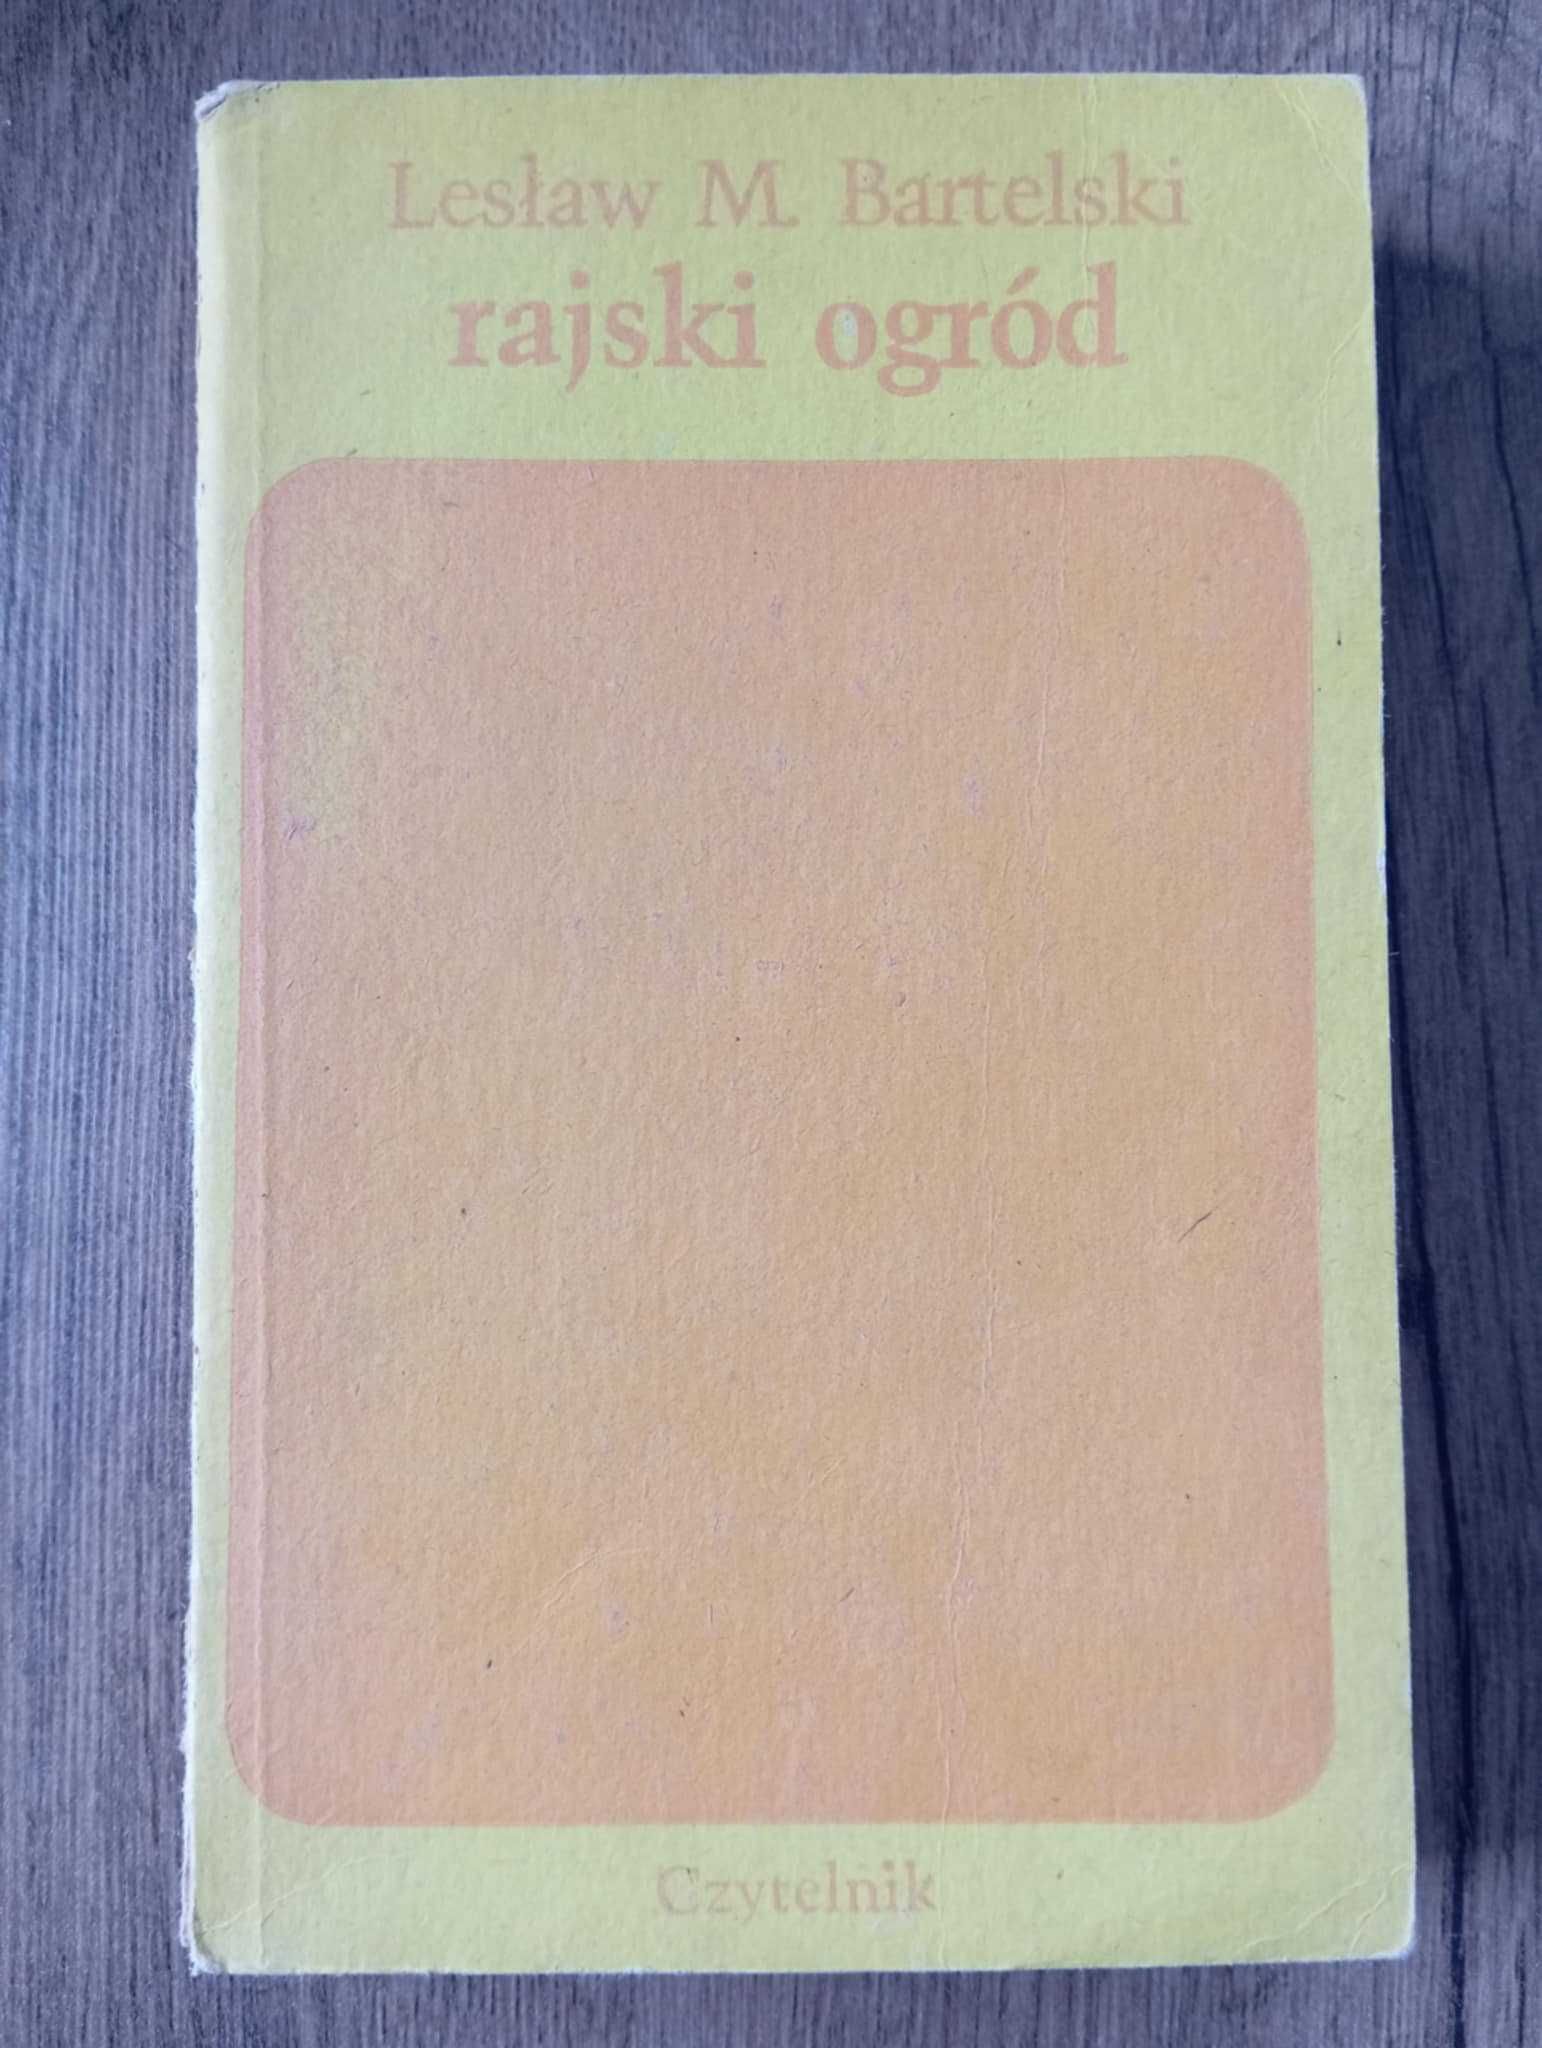 Lesław M. Bartelski
rajski ogród
Czytelnik